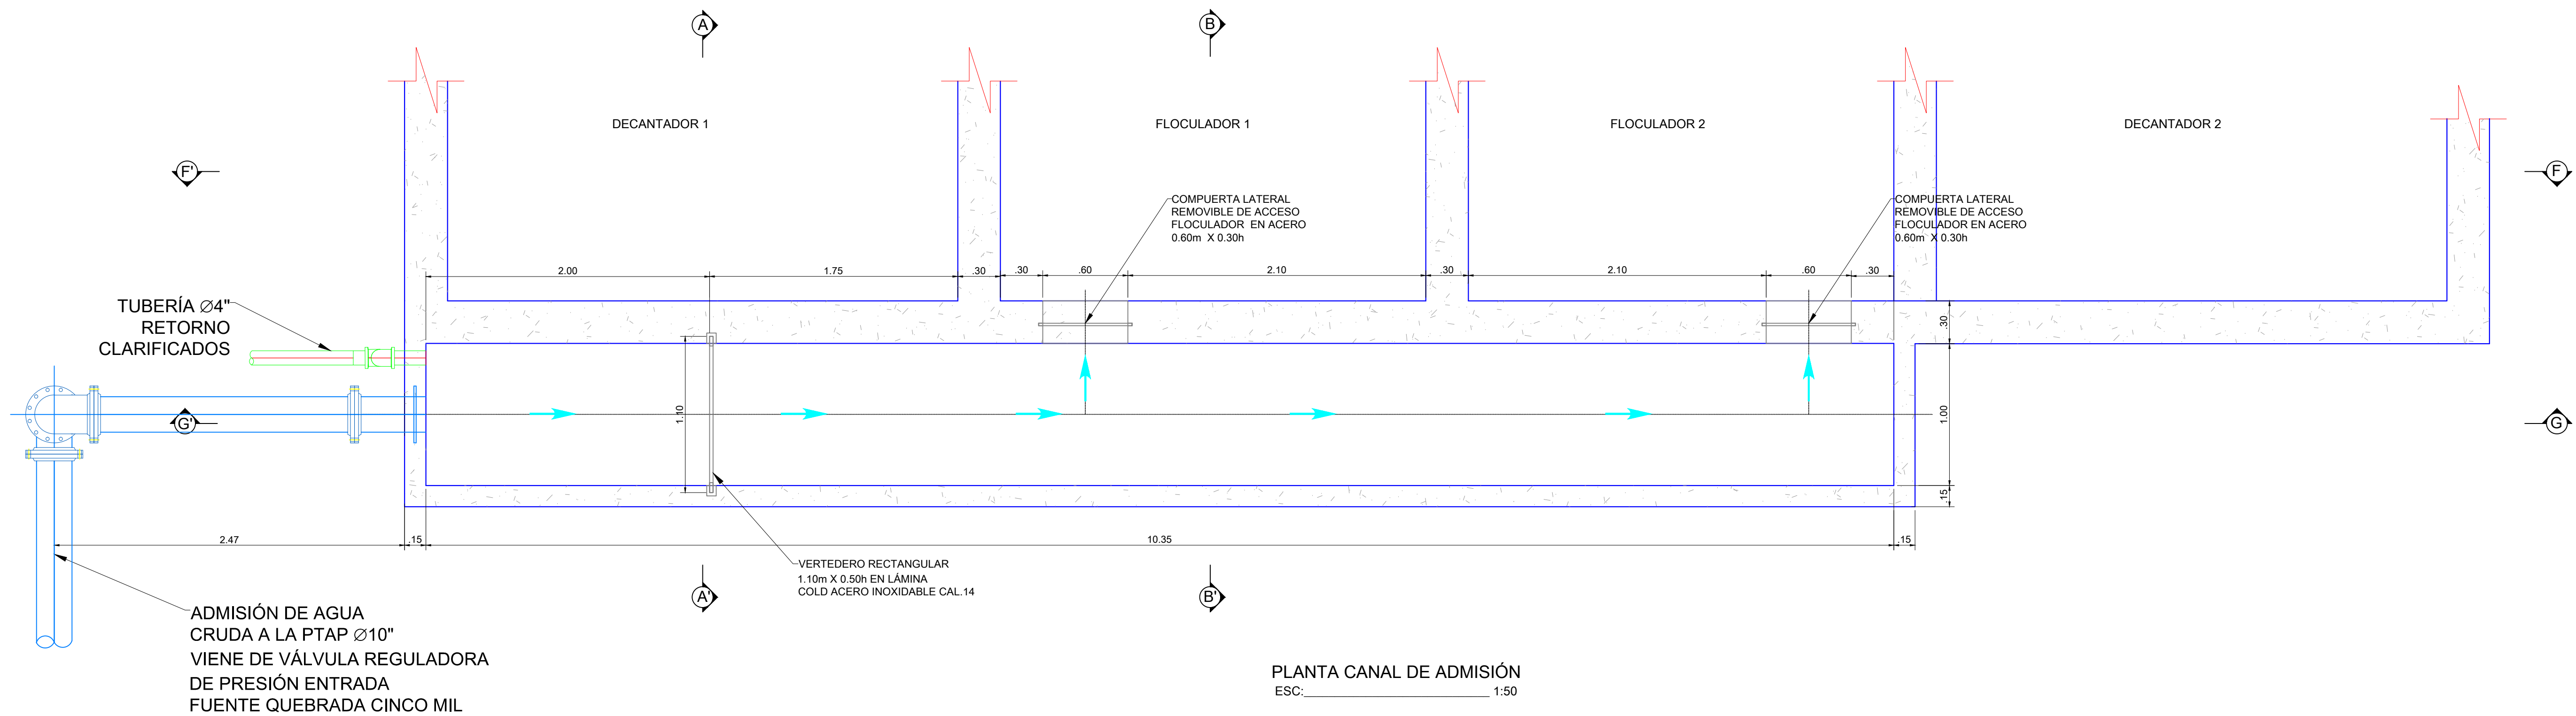 A
B
DECANTADOR 1
FLOCULADOR 1
FLOCULADOR 2
DECANTADOR 2
F'
F
COMPUERTA LATERAL
REMOVIBLE DE ACCESO
FLOCULADOR EN ACERO
0.60m X 0.30h
COMPUERTA LATERAL
REMOVIBLE DE ACCESO
FLOCULADOR EN ACERO
0.60m X 0.30h
2.00
1.75
.30
.30
.60
2.10
.30
2.10
.60
.30
TUBERÍA Ø4"
RETORNO
CLARIFICADOS
.30
1.10
1.00
G'
G
.15
2.47
.15
10.35
.15
VERTEDERO RECTANGULAR
1.10m X 0.50h EN LÁMINA
COLD ACERO INOXIDABLE CAL.14
A'
B'
ADMISIÓN DE AGUA
CRUDA A LA PTAP Ø10"
VIENE DE VÁLVULA REGULADORA
DE PRESIÓN ENTRADA
FUENTE QUEBRADA CINCO MIL
PLANTA CANAL DE ADMISIÓN
ESC:____________________________ 1:50